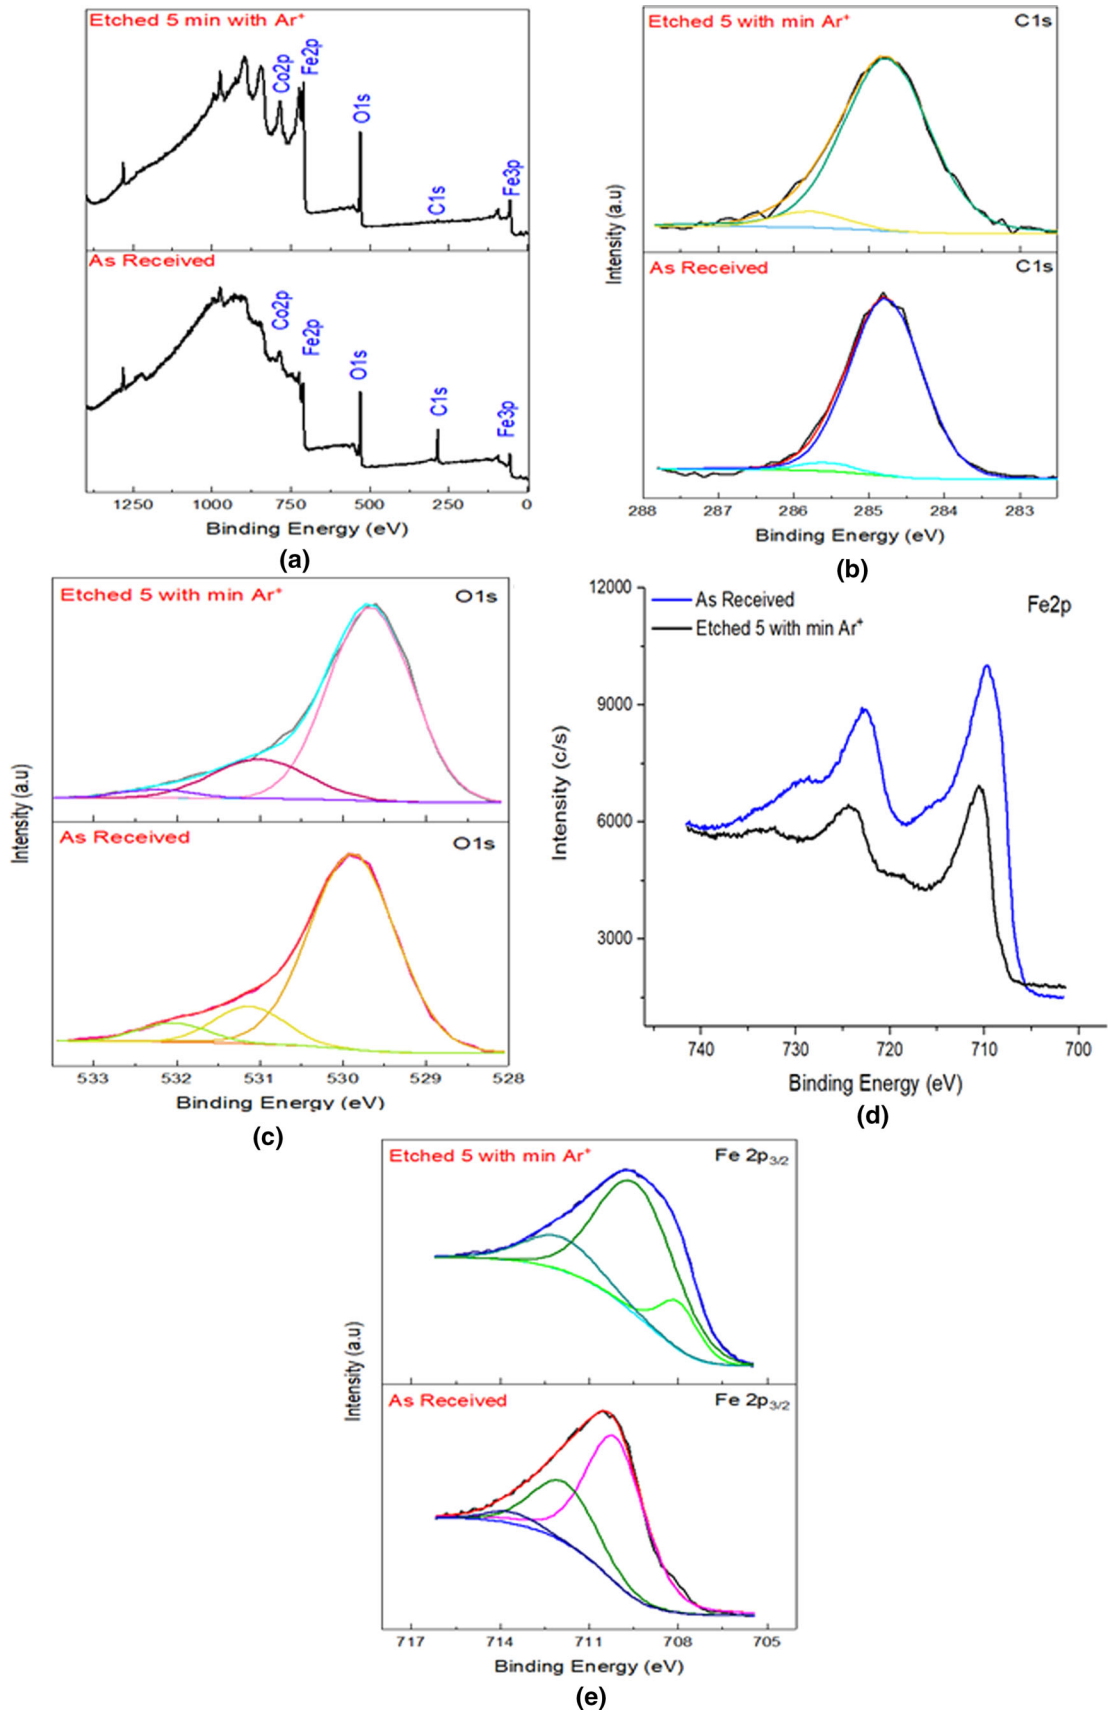 Etched 5 min with Ar⁺
Co2p
Fe2p
O1s
C1s
Fe3p
As Received
Co2p
Fe2p
O1s
C1s
Fe3p
1250 1000 750 500 250 0
Binding Energy (eV)
(a)
Etched 5 with min Ar⁺ C1s
Intensity (a.u)
As Received C1s
288 287 286 285 284 283
Binding Energy (eV)
(b)
Etched 5 with min Ar⁺ O1s
Intensity (a.u)
As Received O1s
533 532 531 530 529 528
Binding Energy (eV)
(c)
12000
As Received
Fe2p
Etched 5 with min Ar⁺
9000
Intensity (c/s)
6000
3000
740 730 720 710 700
Binding Energy (eV)
(d)
Etched 5 with min Ar⁺ Fe 2p₃/₂
Intensity (a.u)
As Received Fe 2p₃/₂
717 714 711 708 705
Binding Energy (eV)
(e)